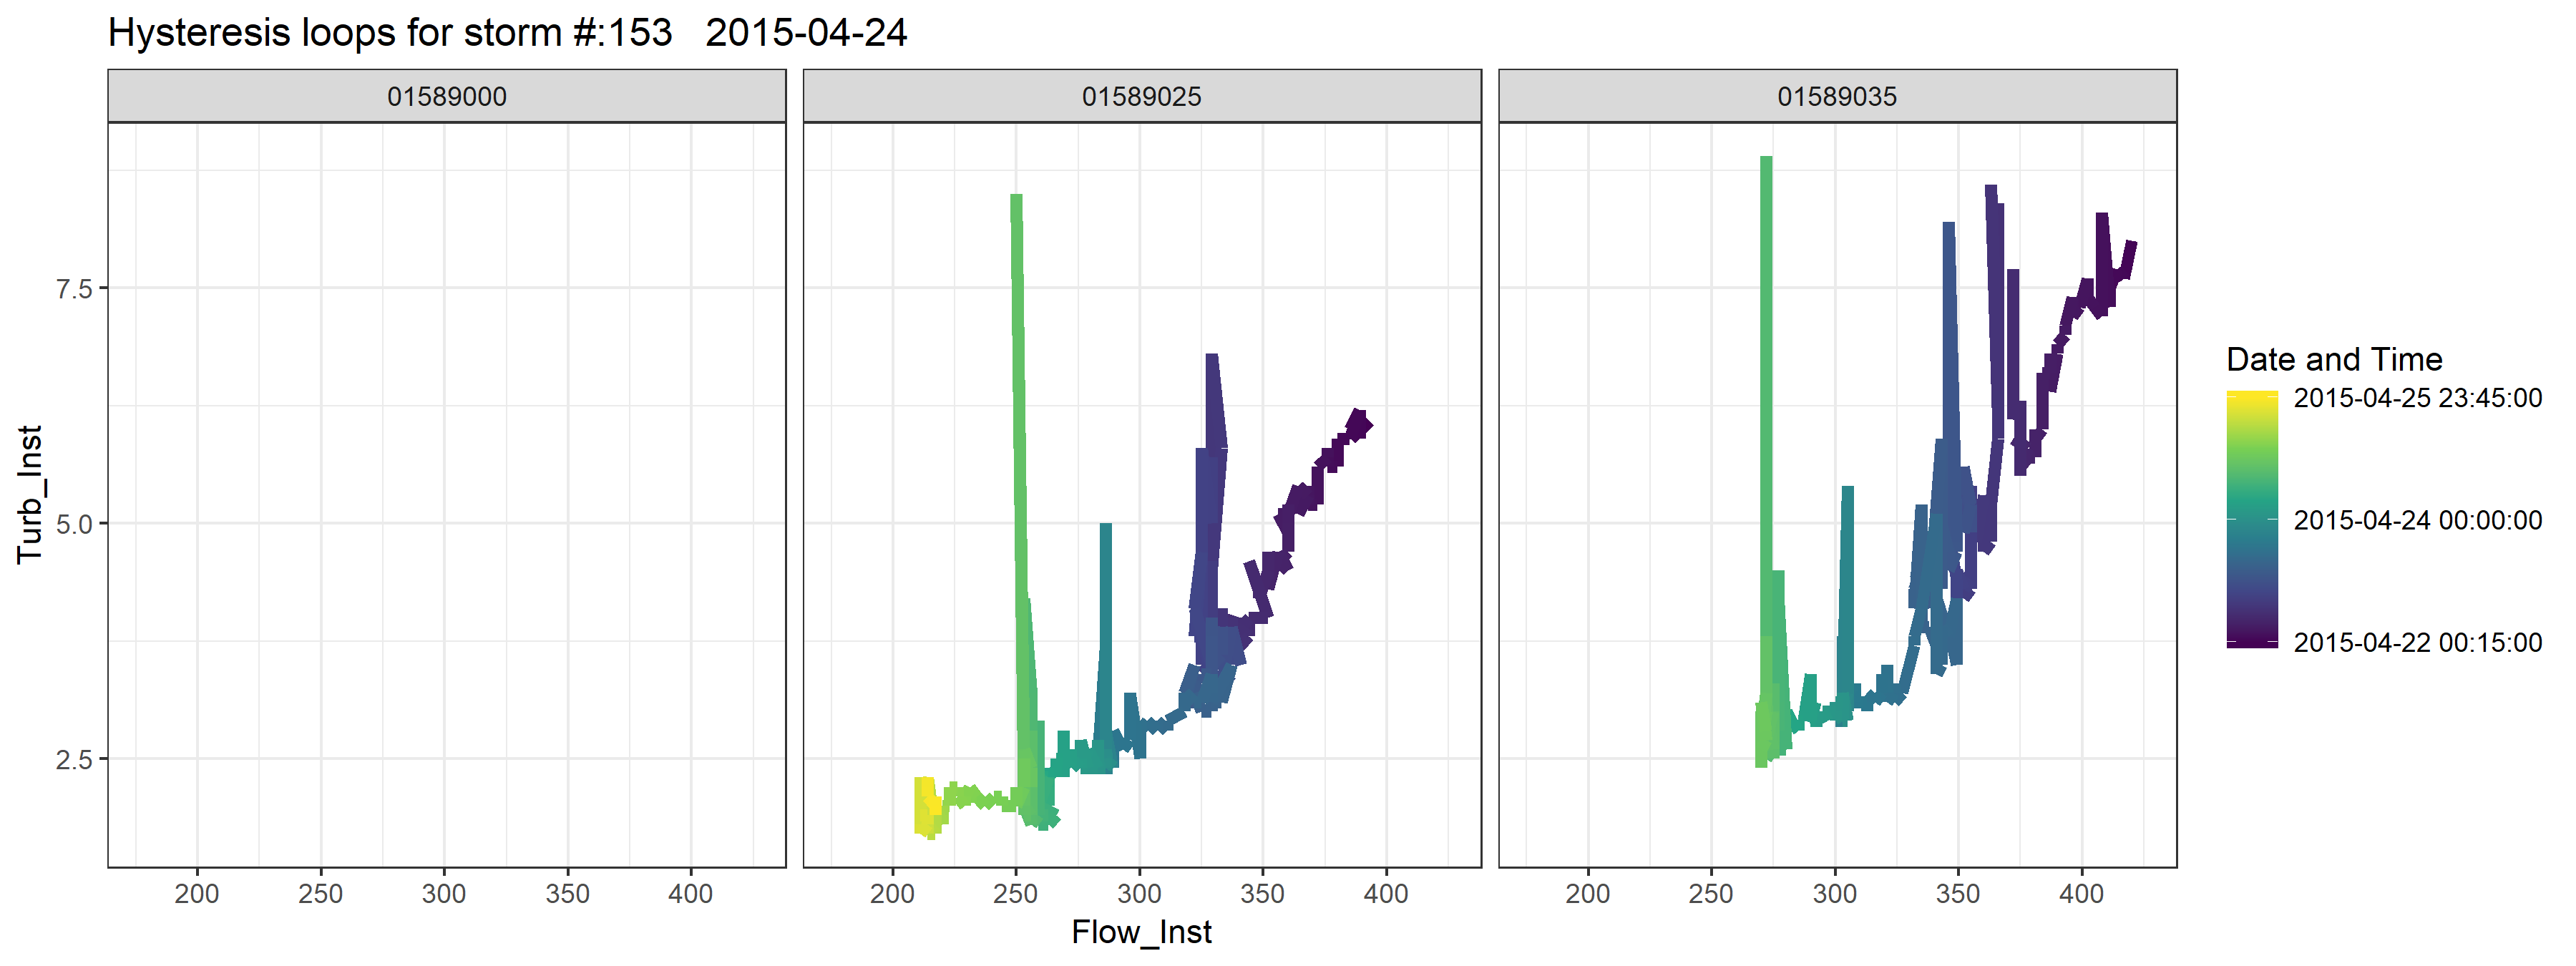 Hysteresis loops for storm #:153   2015-04-24
01589000
01589025
01589035
Turb_Inst
7.5
5.0
2.5
200 250 300 350 400
200 250 300 350 400
200 250 300 350 400
Flow_Inst
Date and Time
2015-04-25 23:45:00
2015-04-24 00:00:00
2015-04-22 00:15:00